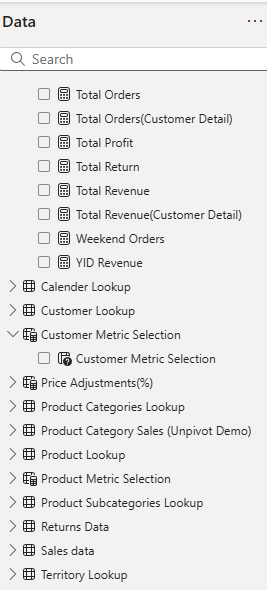 Data
Search
Total Orders
Total Orders(Customer Detail)
Total Profit
Total Return
Total Revenue
Total Revenue(Customer Detail)
Weekend Orders
YID Revenue
Calender Lookup
Customer Lookup
Customer Metric Selection
Customer Metric Selection
Price Adjustments(%)
Product Categories Lookup
Product Category Sales (Unpivot Demo)
Product Lookup
Product Metric Selection
Product Subcategories Lookup
Returns Data
Sales data
Territory Lookup